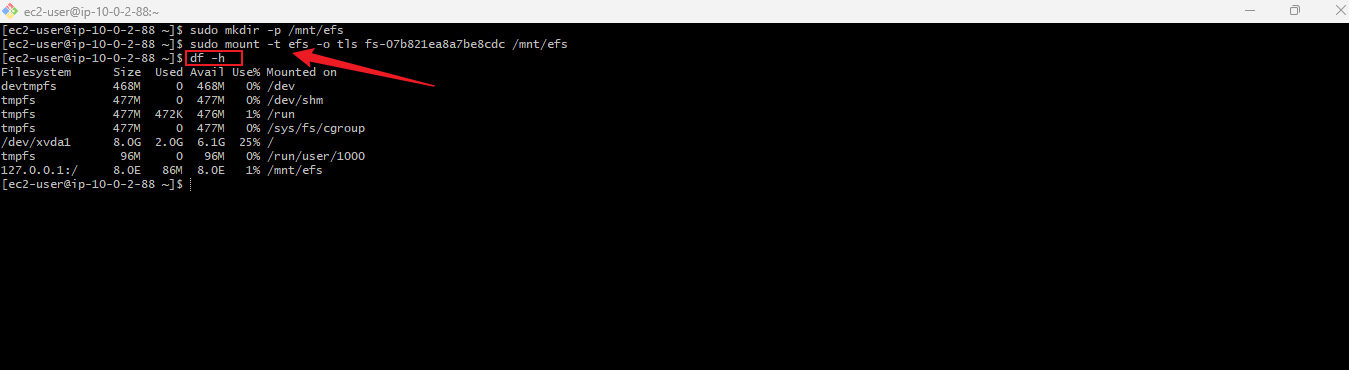 ec2-user@ip-10-0-2-88:~
[ec2-user@ip-10-0-2-88 ~]$ sudo mkdir -p /mnt/efs
[ec2-user@ip-10-0-2-88 ~]$ sudo mount -t efs -o tls fs-07b821ea8a7be8cdc /mnt/efs
[ec2-user@ip-10-0-2-88 ~]$ df -h
Filesystem      Size  Used Avail Use% Mounted on
devtmpfs        468M     0  468M   0% /dev
tmpfs           477M     0  477M   0% /dev/shm
tmpfs           477M  472K  476M   1% /run
tmpfs           477M     0  477M   0% /sys/fs/cgroup
/dev/xvda1      8.0G  2.0G  6.1G  25% /
tmpfs            96M     0   96M   0% /run/user/1000
127.0.0.1:/     8.0E   86M  8.0E   1% /mnt/efs
[ec2-user@ip-10-0-2-88 ~]$